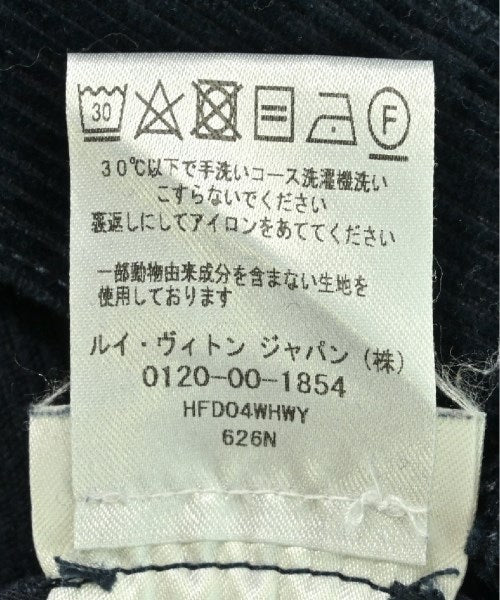 30 F
30℃以下で手洗いコース洗濯機洗い
こすらないでください
裏返しにしてアイロンをあててください
一部動物由来成分を含まない生地を
使用しております
ルイ・ヴィトン ジャパン (株)
0120-00-1854
HFD04WHWY
626N